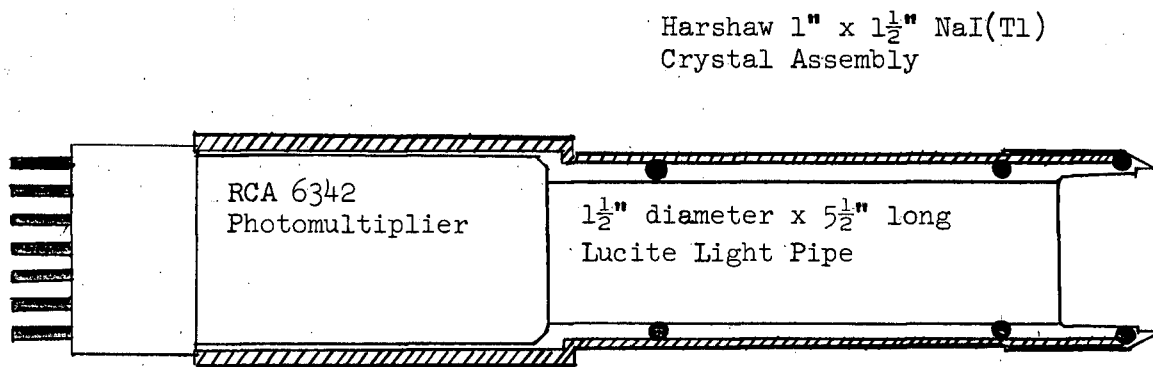 Harshaw 1" x 1½" NaI(Tl)
Crystal Assembly
RCA 6342
Photomultiplier
1½" diameter x 5½" long
Lucite Light Pipe